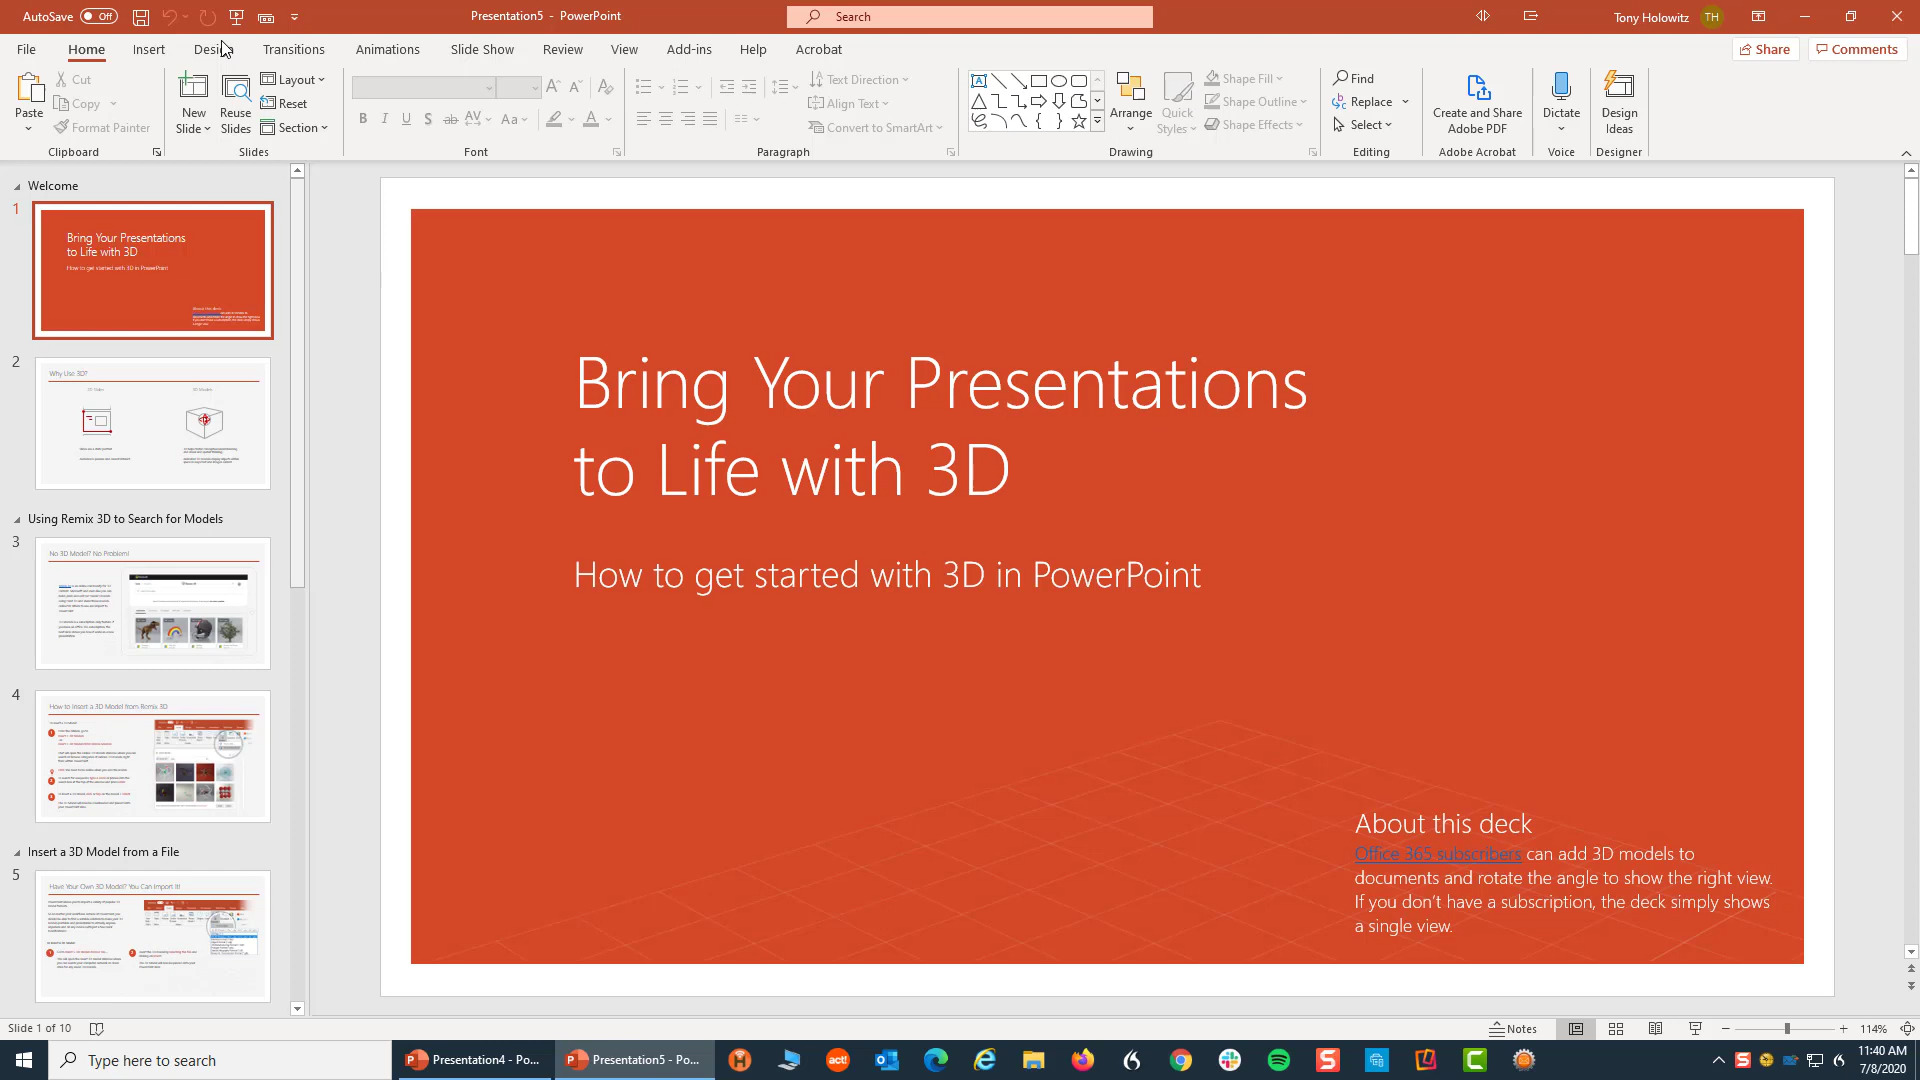 AutoSave Off
Presentation5 - PowerPoint
Search
Tony Holowitz TH
File Home Insert Design Transitions Animations Slide Show Review View Add-ins Help Acrobat
Share Comments
Paste
Cut
Copy
Format Painter
Clipboard
New Slide
Reuse Slides
Layout
Reset
Section
Slides
Font
Text Direction
Align Text
Convert to SmartArt
Paragraph
Arrange
Quick Styles
Shape Fill
Shape Outline
Shape Effects
Drawing
Find
Replace
Select
Editing
Create and Share Adobe PDF
Adobe Acrobat
Dictate
Voice
Design Ideas
Designer
Welcome
1
Bring Your Presentations
to Life with 3D
How to get started with 3D in PowerPoint
2
Why Use 3D?
Using Remix 3D to Search for Models
3
No 3D Model? No Problem!
4
How to Insert a 3D Model from Remix 3D
Insert a 3D Model from a File
5
Have Your Own 3D Model? You Can Import It!
Bring Your Presentations
to Life with 3D
How to get started with 3D in PowerPoint
About this deck
Office 365 subscribers can add 3D models to
documents and rotate the angle to show the right view.
If you don't have a subscription, the deck simply shows
a single view.
Slide 1 of 10
Notes
114%
Type here to search
Presentation4 - Po...
Presentation5 - Po...
act!
11:40 AM
7/8/2020